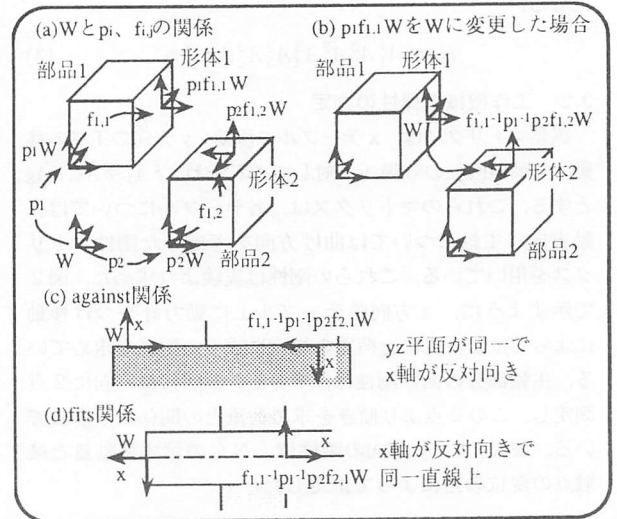 (a)Wとpi、fi,jの関係
部品1
形体1
p1f1,1W
f1,1
p1W
p1
W
p2
p2W
p2f1,2W
形体2
f1,2
部品2
(b) p1f1,1WをWに変更した場合
部品1
形体1
W
f1,1-1p1-1p2f1,2W
形体2
部品2
(c) against関係
W
x
f1,1-1p1-1p2f2,1W
x
yz平面が同一で
x軸が反対向き
(d)fits関係
W
x
x
f1,1-1p1-1p2f2,1W
x軸が反対向きで
同一直線上